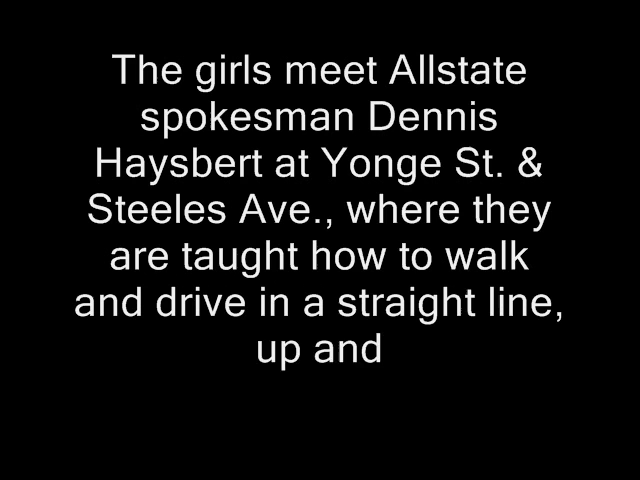 The girls meet Allstate
spokesman Dennis
Haysbert at Yonge St. &
Steeles Ave., where they
are taught how to walk
and drive in a straight line,
up and